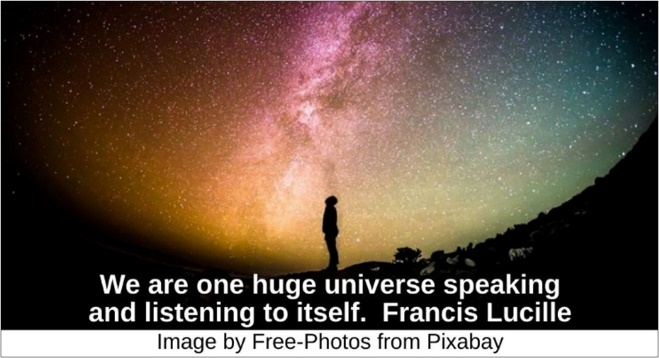 We are one huge universe speaking
and listening to itself.  Francis Lucille
Image by Free-Photos from Pixabay